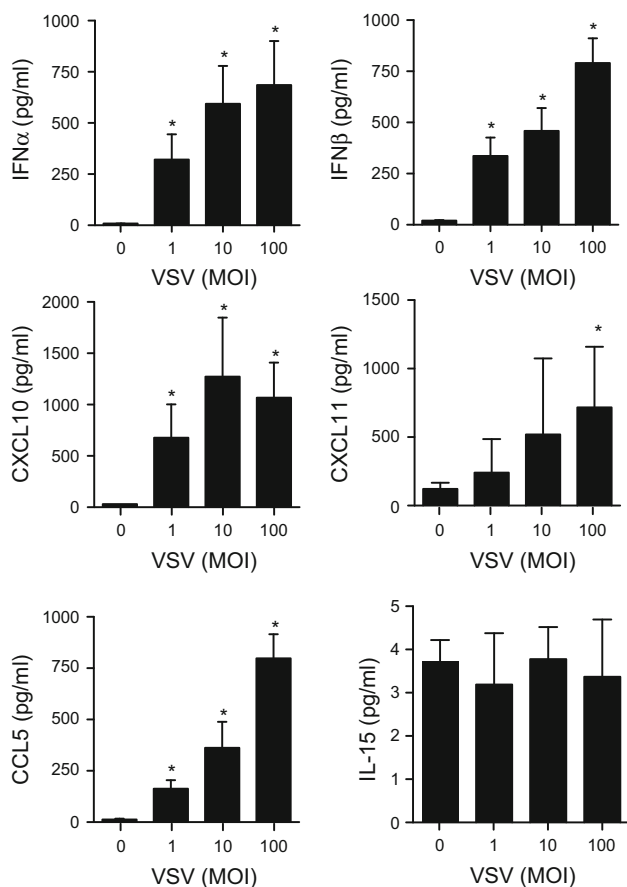 IFNα (pg/ml)
1000
750
500
250
0
*
*
*
0 1 10 100
VSV (MOI)
IFNβ (pg/ml)
1000
750
500
250
0
*
*
*
0 1 10 100
VSV (MOI)
CXCL10 (pg/ml)
2000
1500
1000
500
0
*
*
*
0 1 10 100
VSV (MOI)
CXCL11 (pg/ml)
1500
1000
500
0
*
0 1 10 100
VSV (MOI)
CCL5 (pg/ml)
1000
750
500
250
0
*
*
*
0 1 10 100
VSV (MOI)
IL-15 (pg/ml)
5
4
3
2
1
0
0 1 10 100
VSV (MOI)